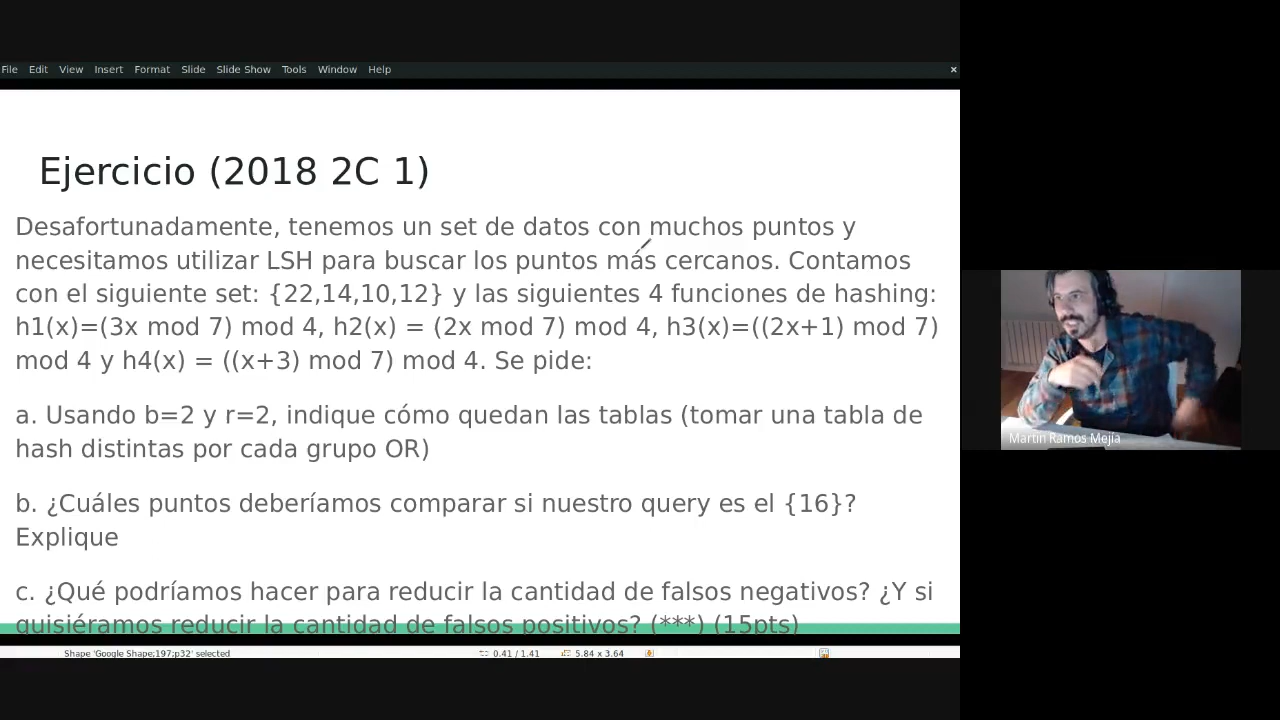 File Edit View Insert Format Slide Slide Show Tools Window Help ×
Ejercicio (2018 2C 1)
Desafortunadamente, tenemos un set de datos con muchos puntos y
necesitamos utilizar LSH para buscar los puntos más cercanos. Contamos
con el siguiente set: {22,14,10,12} y las siguientes 4 funciones de hashing:
h1(x)=(3x mod 7) mod 4, h2(x) = (2x mod 7) mod 4, h3(x)=((2x+1) mod 7)
mod 4 y h4(x) = ((x+3) mod 7) mod 4. Se pide:
a. Usando b=2 y r=2, indique cómo quedan las tablas (tomar una tabla de
hash distintas por cada grupo OR)
b. ¿Cuáles puntos deberíamos comparar si nuestro query es el {16}?
Explique
c. ¿Qué podríamos hacer para reducir la cantidad de falsos negativos? ¿Y si
quisiéramos reducir la cantidad de falsos positivos? (***) (15pts)
Shape 'Google Shape;197;p32' selected 0.41 / 1.41 5.84 x 3.64
Martin Ramos Mejía